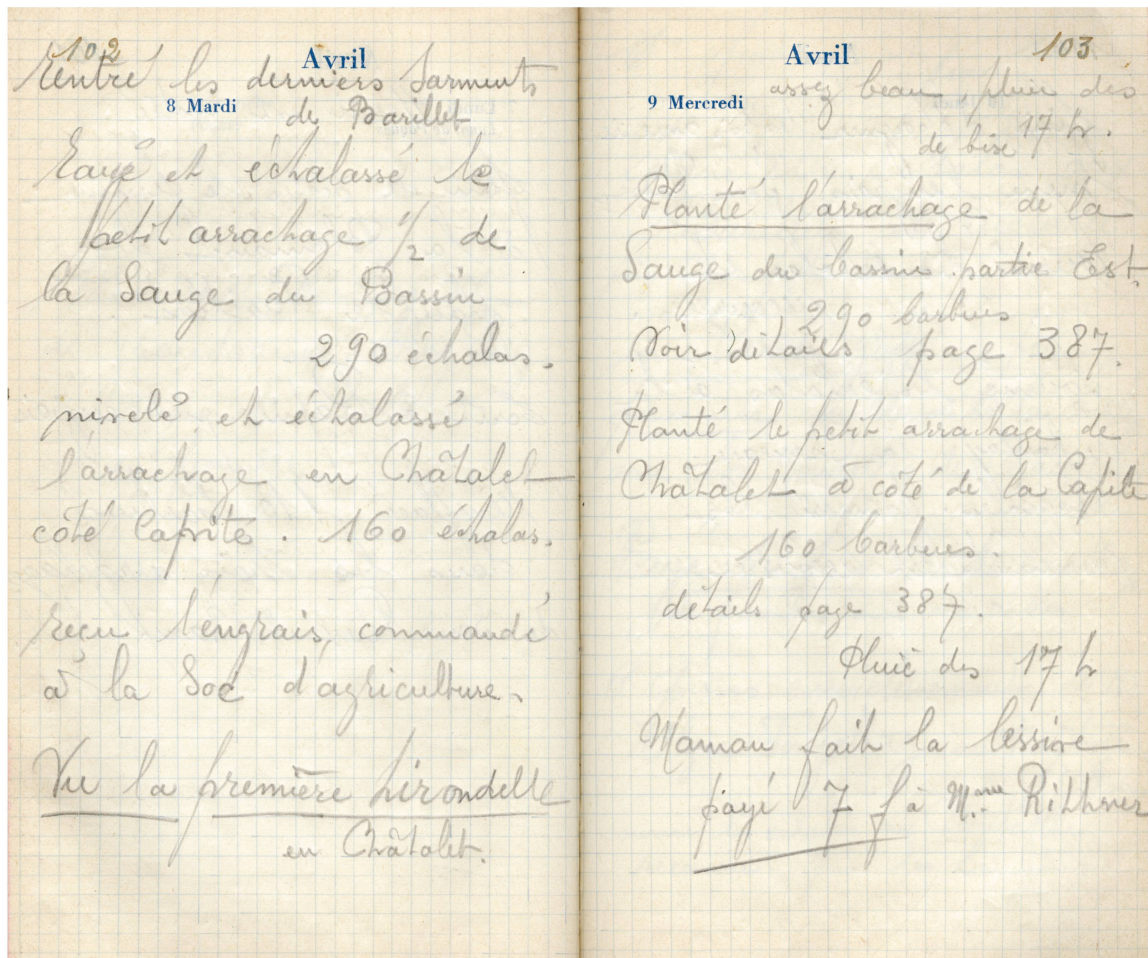 102
Avril
Rentré les derniers sarments
8 Mardi
de Barillet
et échalassé le
petit arrachage 1/2 de
la Sauge du Bassin
290 échalas.
nivelé et échalassé
l'arrachage en Châtalet
côté Capite. 160 échalas.
reçu l'engrais, commandé
à la Soc d'agriculture.
Vu la première hirondelle
en Châtalet.
103
Avril
9 Mercredi
assez beau, pluie dès
de bise 17 h.
Planté l'arrachage de la
Sauge du bassin partie Est.
290 barbues
Voir détails page 387.
Planté le petit arrachage de
Châtalet à côté de la Capite
160 barbues.
détails page 387.
Pluie dès 17 h
Maman fait la lessive
payé 7 f à Mme